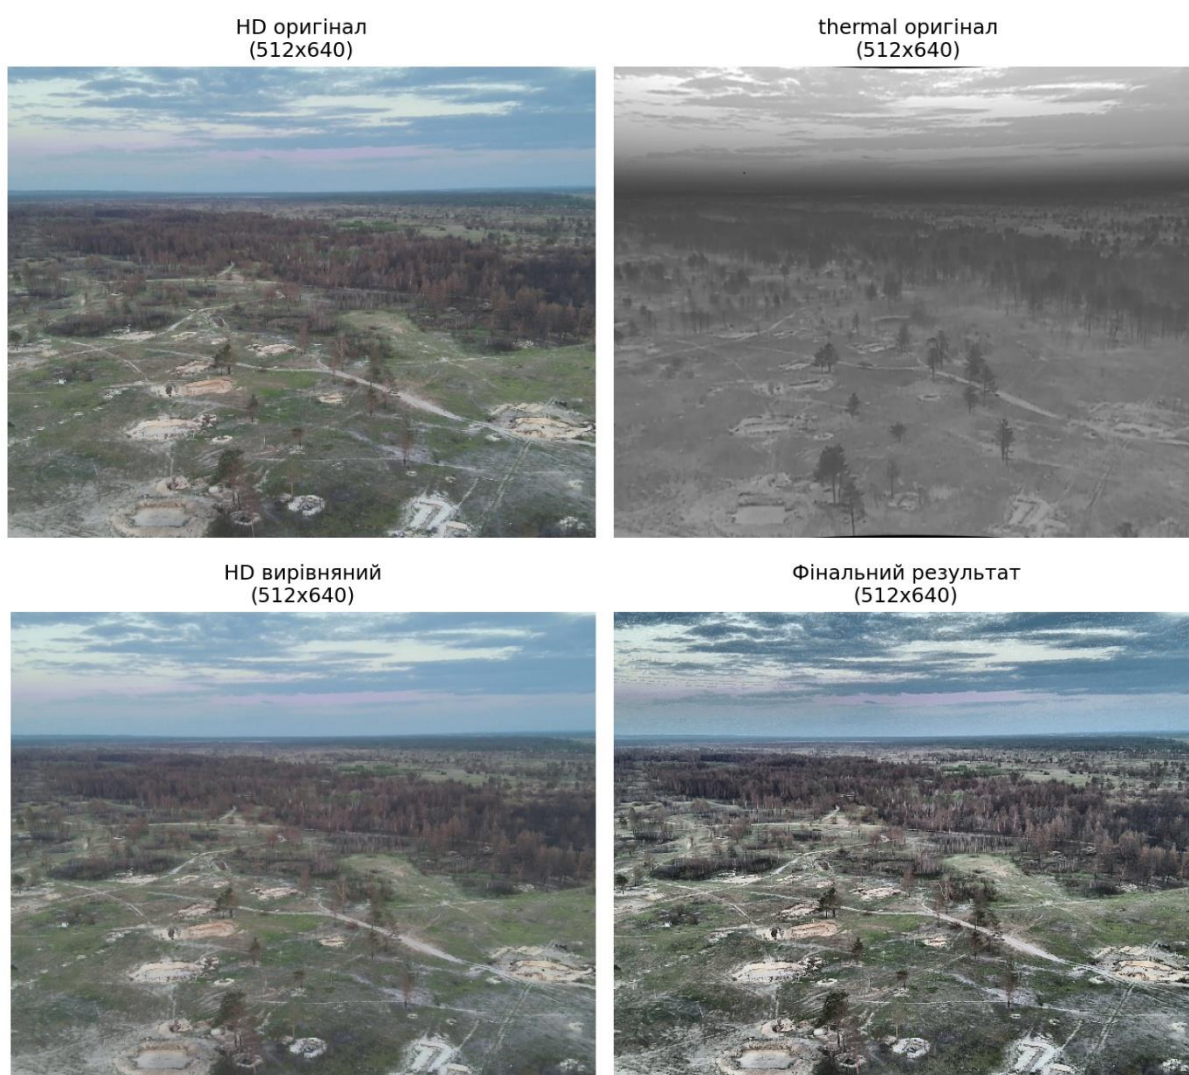 HD оригінал
(512x640)
thermal оригінал
(512x640)
HD вирівняний
(512x640)
Фінальний результат
(512x640)